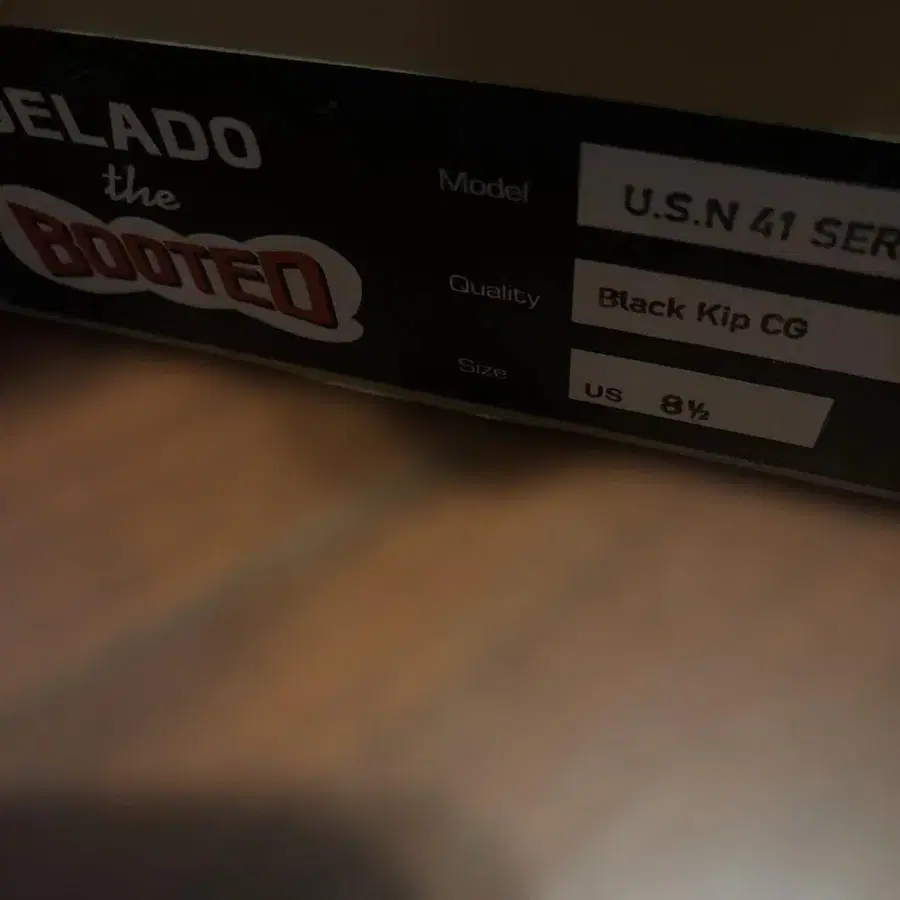 ELADO
the
BOOTED
Model U.S.N 41 SER
Quality Black Kip CG
Size US 8½